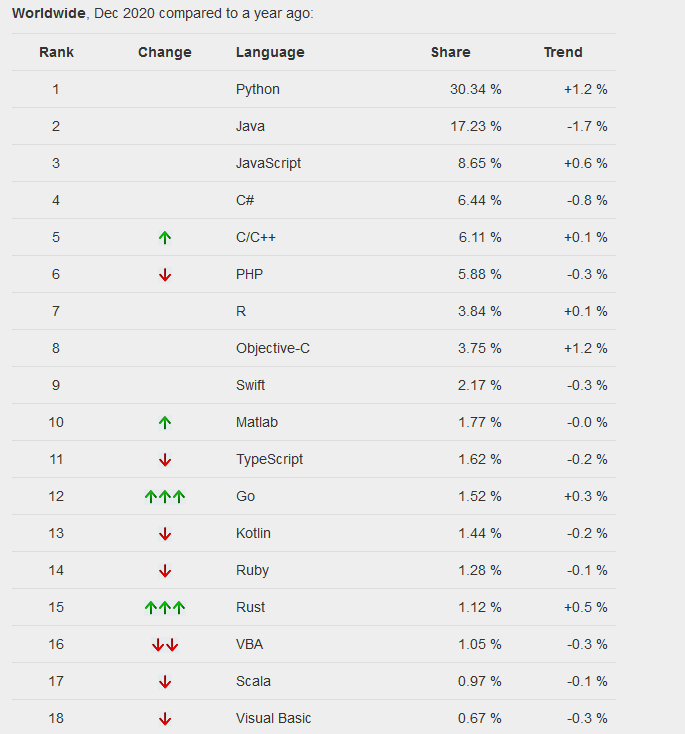 Worldwide, Dec 2020 compared to a year ago:
Rank Change Language Share Trend
1 Python 30.34 % +1.2 %
2 Java 17.23 % -1.7 %
3 JavaScript 8.65 % +0.6 %
4 C# 6.44 % -0.8 %
5 ↑ C/C++ 6.11 % +0.1 %
6 ↓ PHP 5.88 % -0.3 %
7 R 3.84 % +0.1 %
8 Objective-C 3.75 % +1.2 %
9 Swift 2.17 % -0.3 %
10 ↑ Matlab 1.77 % -0.0 %
11 ↓ TypeScript 1.62 % -0.2 %
12 ↑↑↑ Go 1.52 % +0.3 %
13 ↓ Kotlin 1.44 % -0.2 %
14 ↓ Ruby 1.28 % -0.1 %
15 ↑↑↑ Rust 1.12 % +0.5 %
16 ↓↓ VBA 1.05 % -0.3 %
17 ↓ Scala 0.97 % -0.1 %
18 ↓ Visual Basic 0.67 % -0.3 %